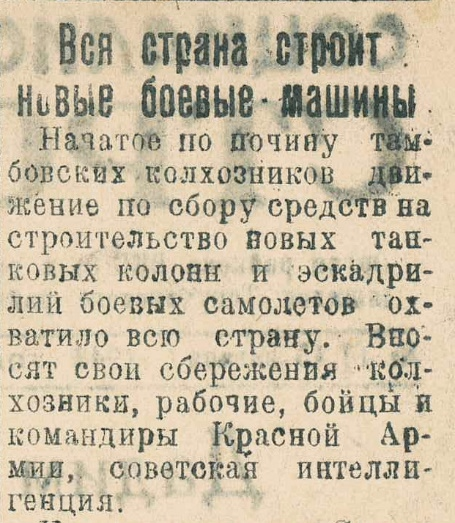 Вся страна строит
новые боевые машины
Начатое по почину там-
бовских колхозников дви-
жение по сбору средств на
строительство новых тан-
ковых колонн и эскадри-
лий боевых самолетов ох-
ватило всю страну. Вно-
сят свои сбережения кол-
хозники, рабочие, бойцы и
командиры Красной Ар-
мии, советская интелли-
генция.